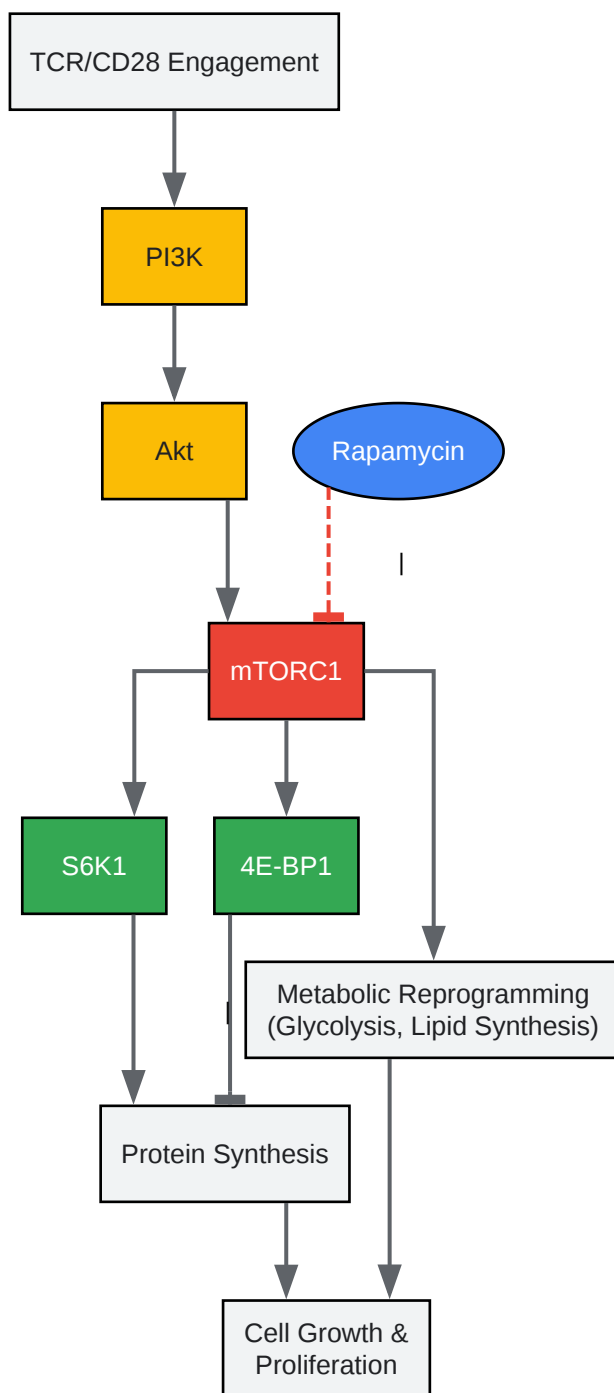 TCR/CD28 Engagement
PI3K
Akt
Rapamycin
|
mTORC1
S6K1
4E-BP1
|
Metabolic Reprogramming
(Glycolysis, Lipid Synthesis)
Protein Synthesis
Cell Growth &
Proliferation